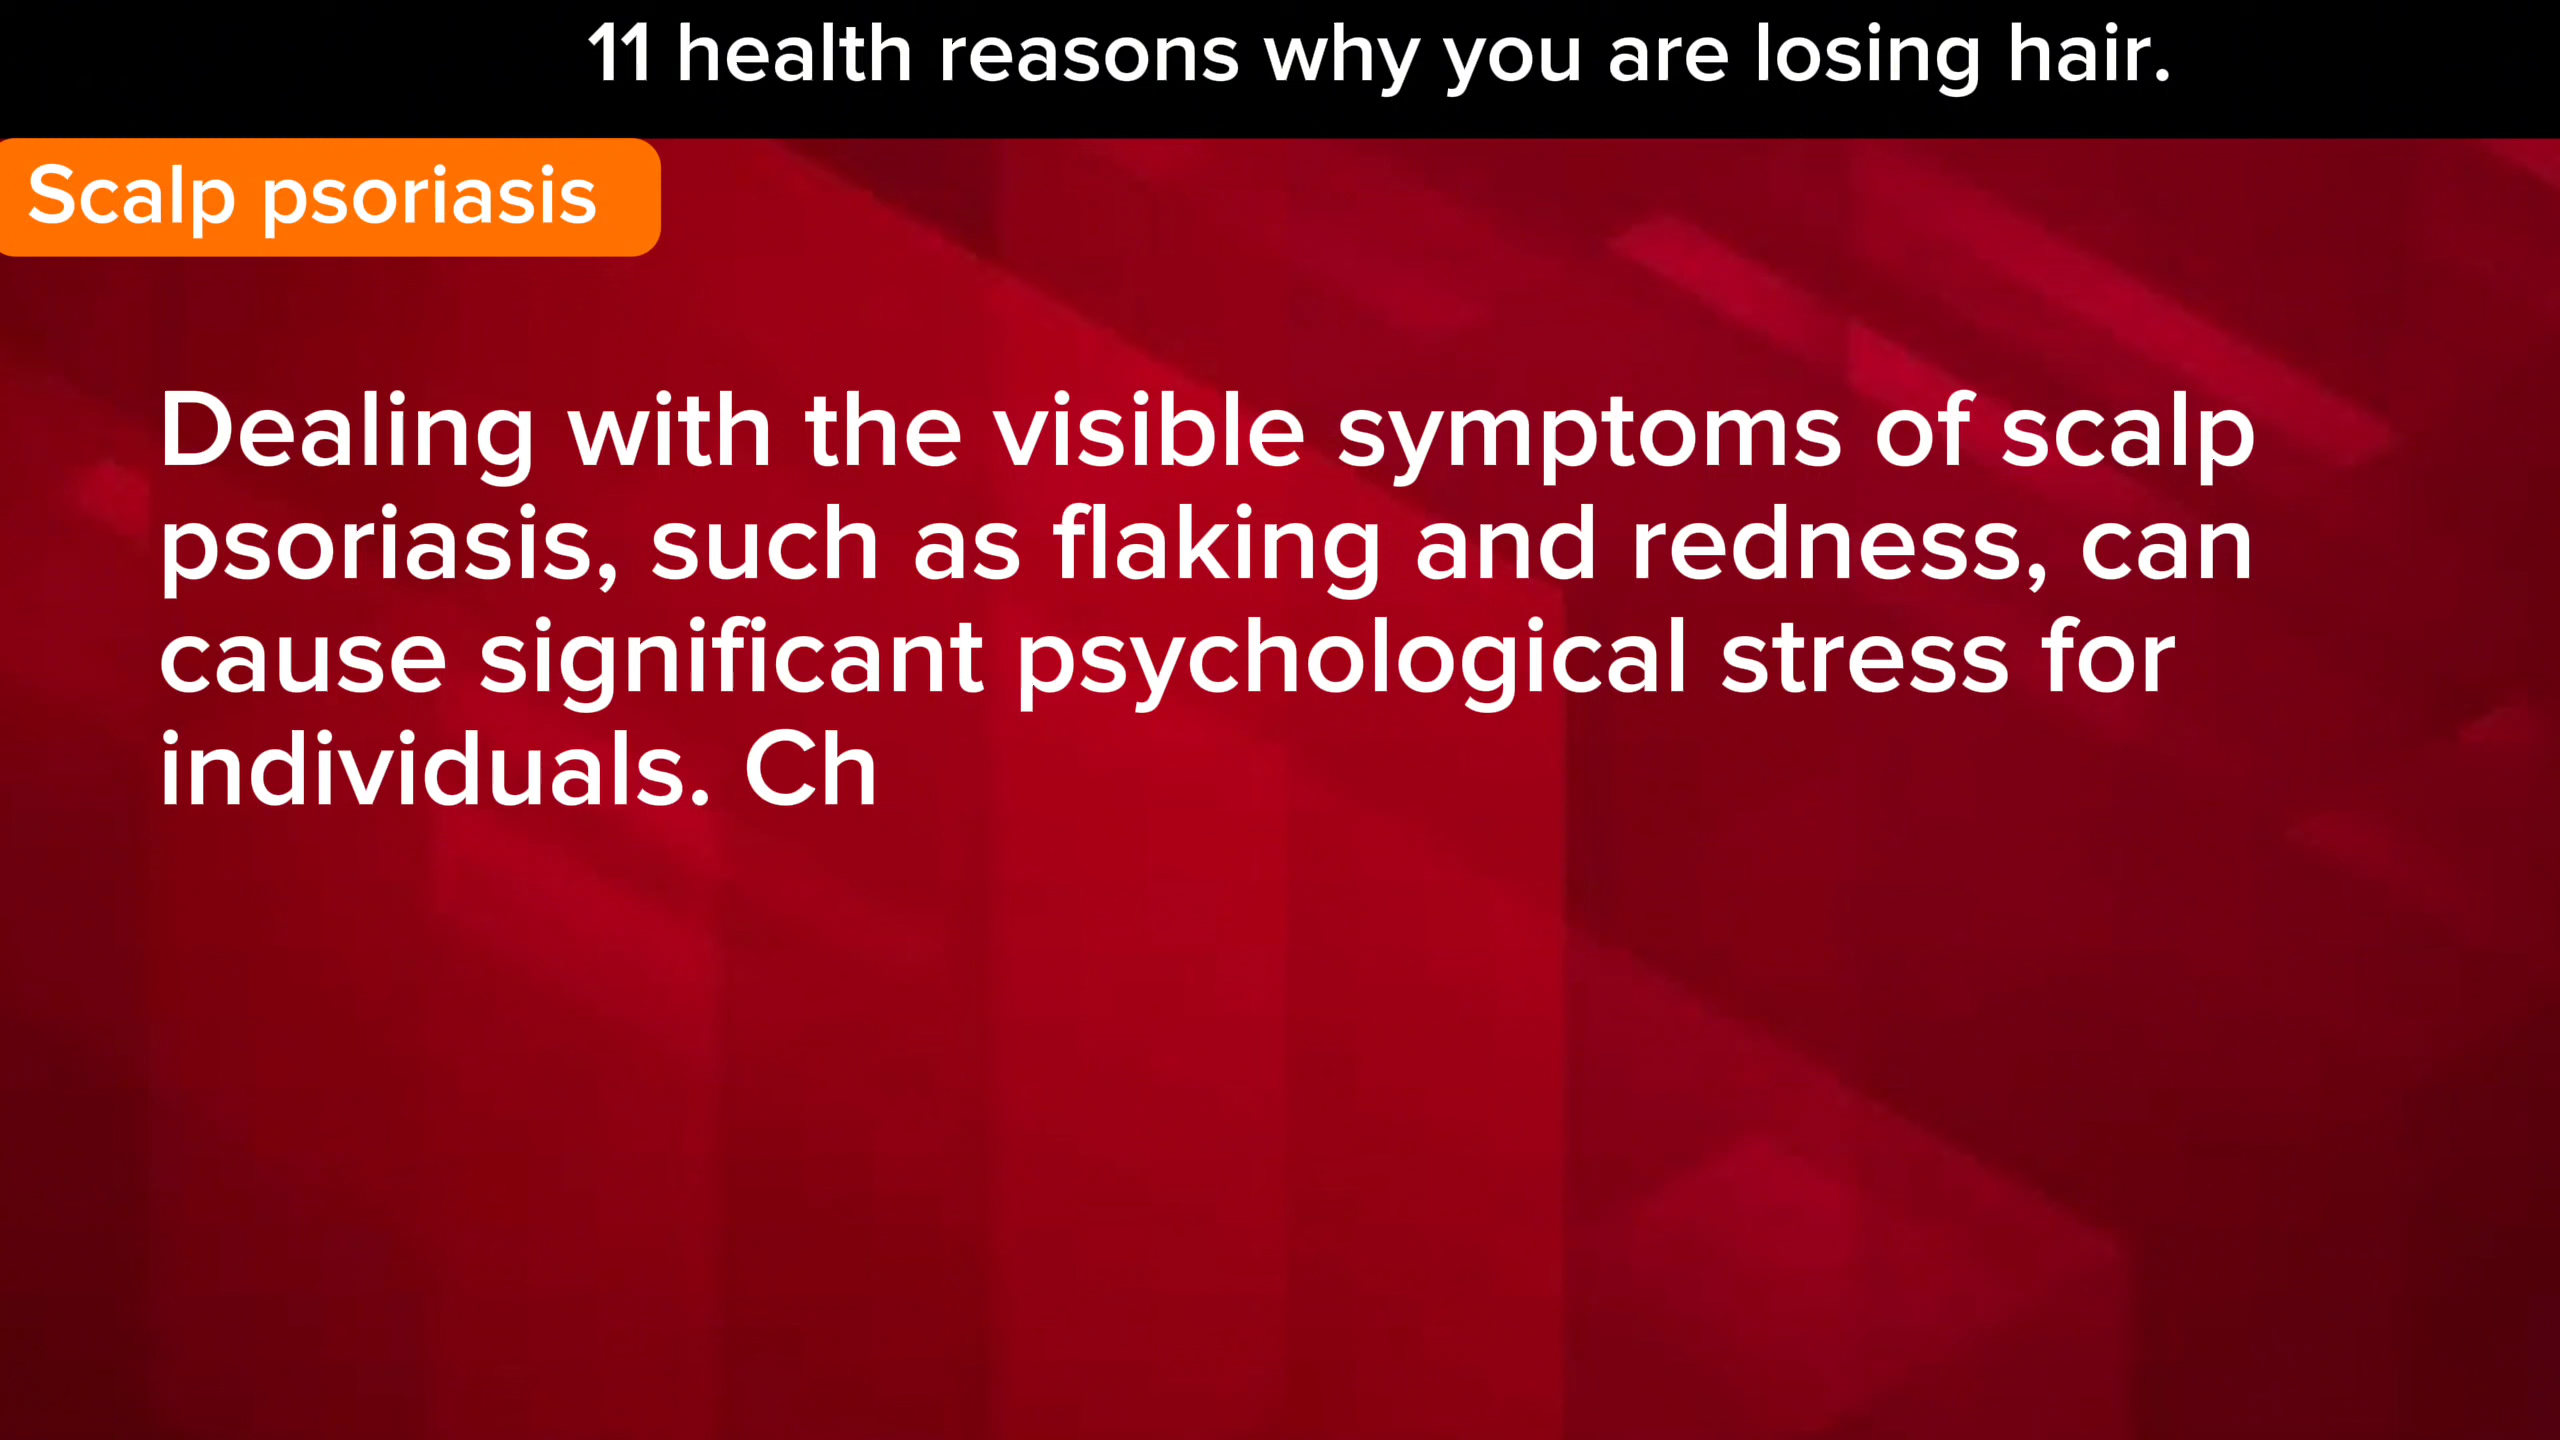 11 health reasons why you are losing hair.
Scalp psoriasis
Dealing with the visible symptoms of scalp
psoriasis, such as flaking and redness, can
cause significant psychological stress for
individuals. Ch